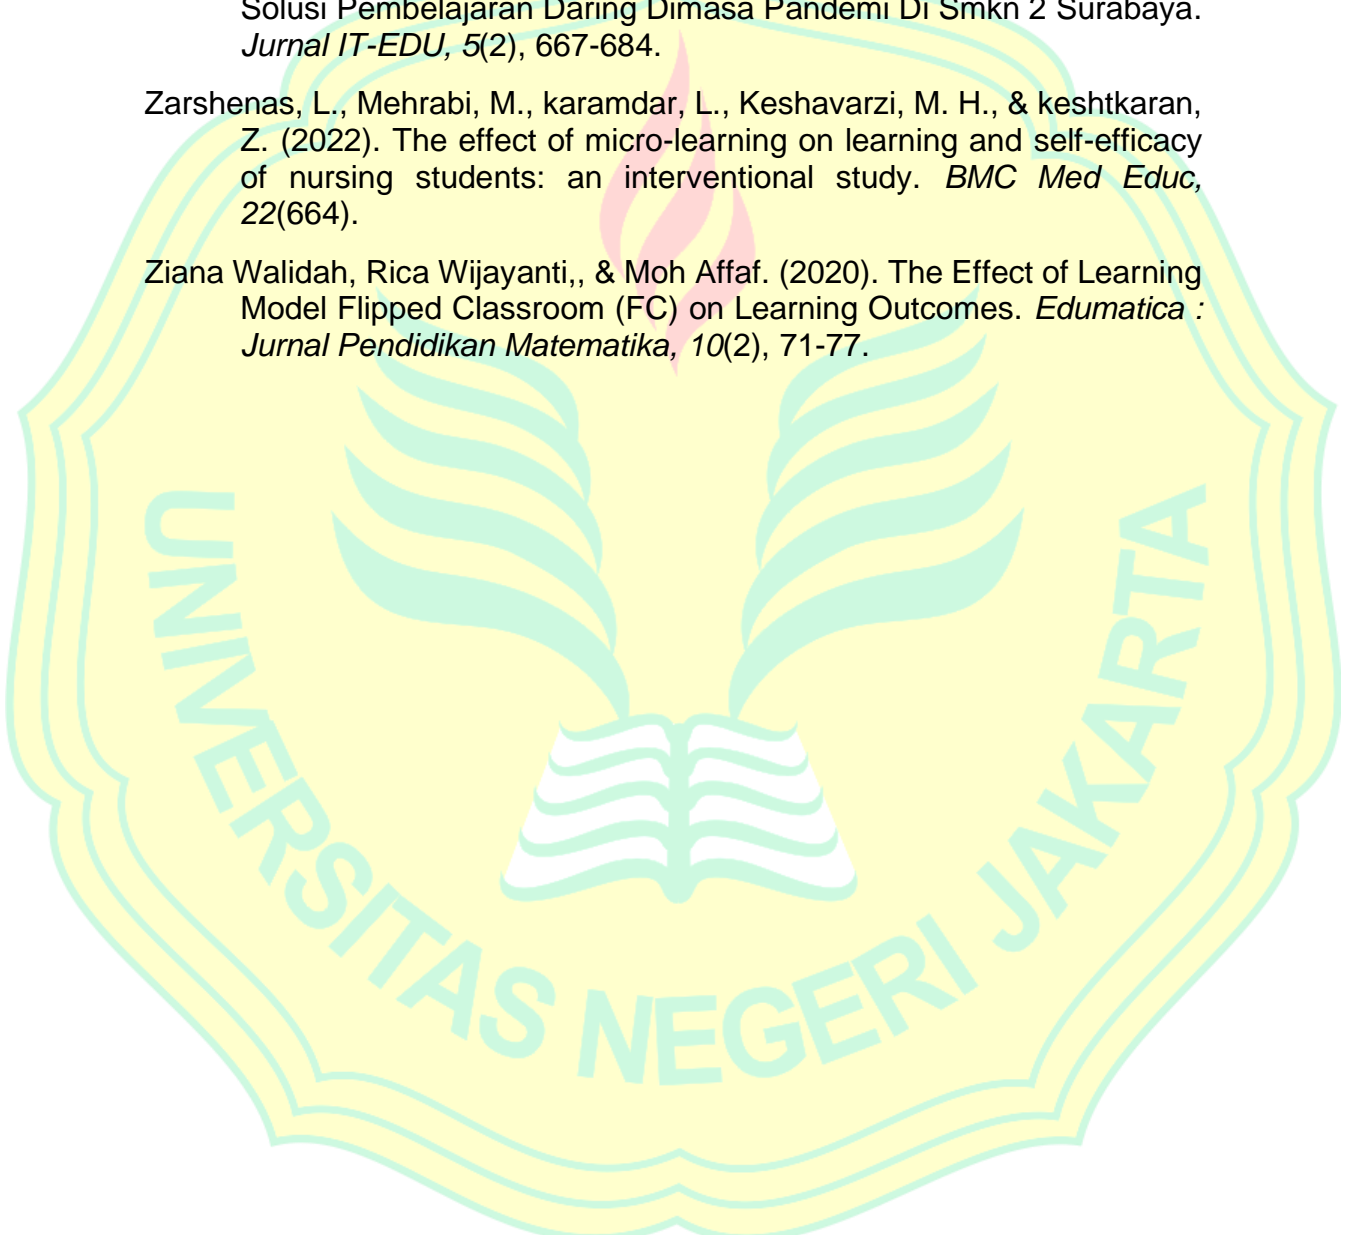 Solusi Pembelajaran Daring Dimasa Pandemi Di Smkn 2 Surabaya.
Jurnal IT-EDU, 5(2), 667-684.
Zarshenas, L., Mehrabi, M., karamdar, L., Keshavarzi, M. H., & keshtkaran,
Z. (2022). The effect of micro-learning on learning and self-efficacy
of nursing students: an interventional study. BMC Med Educ,
22(664).
Ziana Walidah, Rica Wijayanti,, & Moh Affaf. (2020). The Effect of Learning
Model Flipped Classroom (FC) on Learning Outcomes. Edumatica :
Jurnal Pendidikan Matematika, 10(2), 71-77.
UNIVERSITAS NEGERI JAKARTA